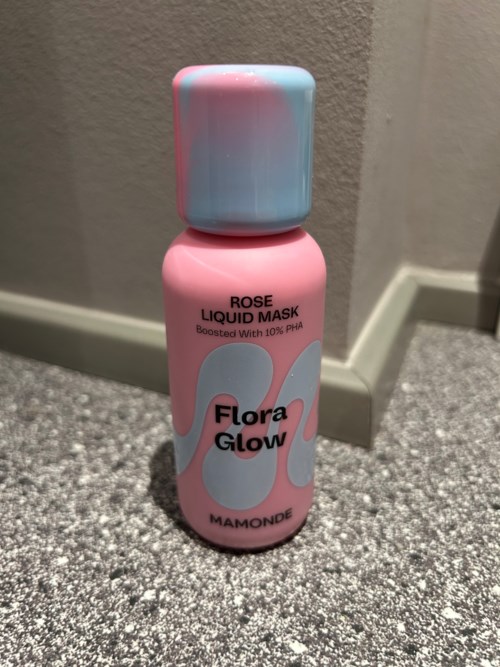 ROSE
LIQUID MASK
Boosted With 10% PHA
Flora
Glow
MAMONDE